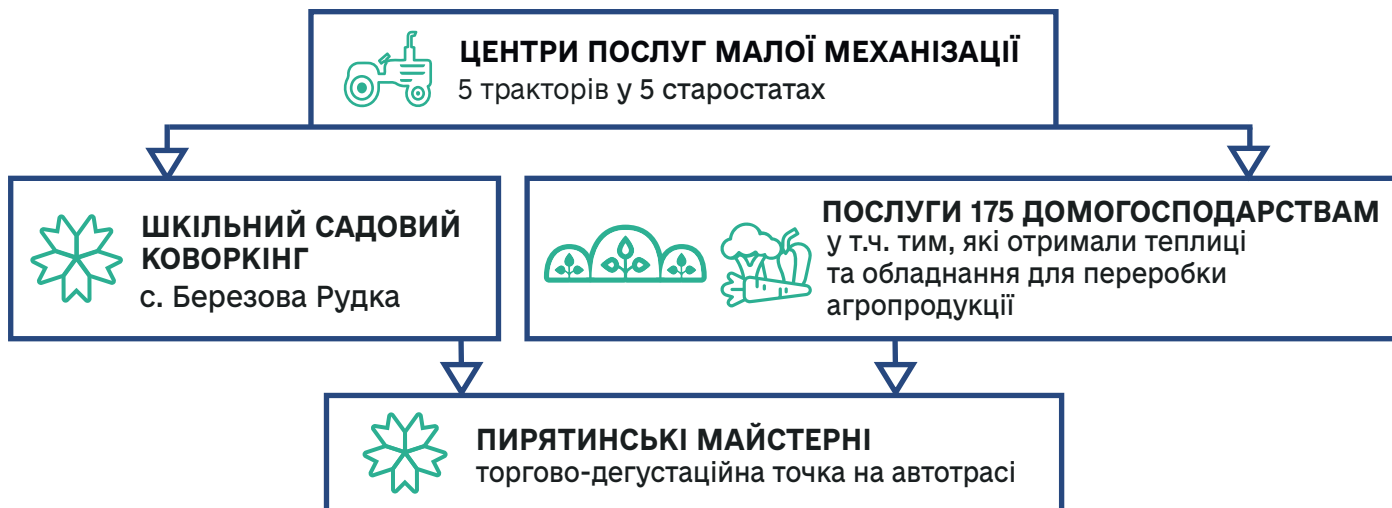 ЦЕНТРИ ПОСЛУГ МАЛОЇ МЕХАНІЗАЦІЇ
5 тракторів у 5 старостатах
ШКІЛЬНИЙ САДОВИЙ
КОВОРКІНГ
с. Березова Рудка
ПОСЛУГИ 175 ДОМОГОСПОДАРСТВАМ
у т.ч. тим, які отримали теплиці
та обладнання для переробки
агропродукції
ПИРЯТИНСЬКІ МАЙСТЕРНІ
торгово-дегустаційна точка на автотрасі